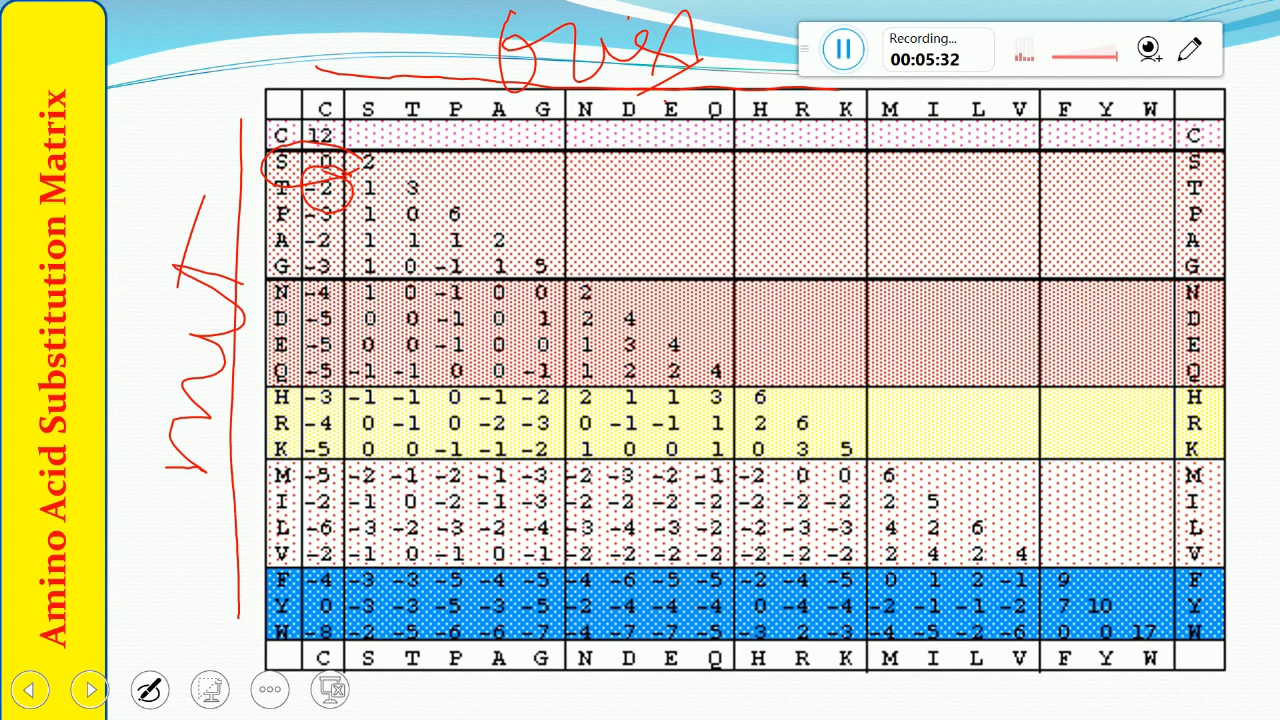 Recording...
00:05:32
Amino Acid Substitution Matrix
C S T P A G N D E Q H R K M I L V F Y W
C 12 C
S 0 2 S
T -2 1 3 T
P -3 1 0 6 P
A -2 1 1 1 2 A
G -3 1 0 -1 1 5 G
N -4 1 0 -1 0 0 2 N
D -5 0 0 -1 0 1 2 4 D
E -5 0 0 -1 0 0 1 3 4 E
Q -5 -1 -1 0 0 -1 1 2 2 4 Q
H -3 -1 -1 0 -1 -2 2 1 1 3 6 H
R -4 0 -1 0 -2 -3 0 -1 -1 1 2 6 R
K -5 0 0 -1 -1 -2 1 0 0 1 0 3 5 K
M -5 -2 -1 -2 -1 -3 -2 -3 -2 -1 -2 0 0 6 M
I -2 -1 0 -2 -1 -3 -2 -2 -2 -2 -2 -2 -2 2 5 I
L -6 -3 -2 -3 -2 -4 -3 -4 -3 -2 -2 -3 -3 4 2 6 L
V -2 -1 0 -1 0 -1 -2 -2 -2 -2 -2 -2 -2 2 4 2 4 V
F -4 -3 -3 -5 -4 -5 -4 -6 -5 -5 -2 -4 -5 0 1 2 -1 9 F
Y 0 -3 -3 -5 -3 -5 -2 -4 -4 -4 0 -4 -4 -2 -1 -1 -2 7 10 Y
W -8 -2 -5 -6 -6 -7 -4 -7 -7 -5 -3 2 -3 -4 -5 -2 -6 0 0 17 W
C S T P A G N D E Q H R K M I L V F Y W